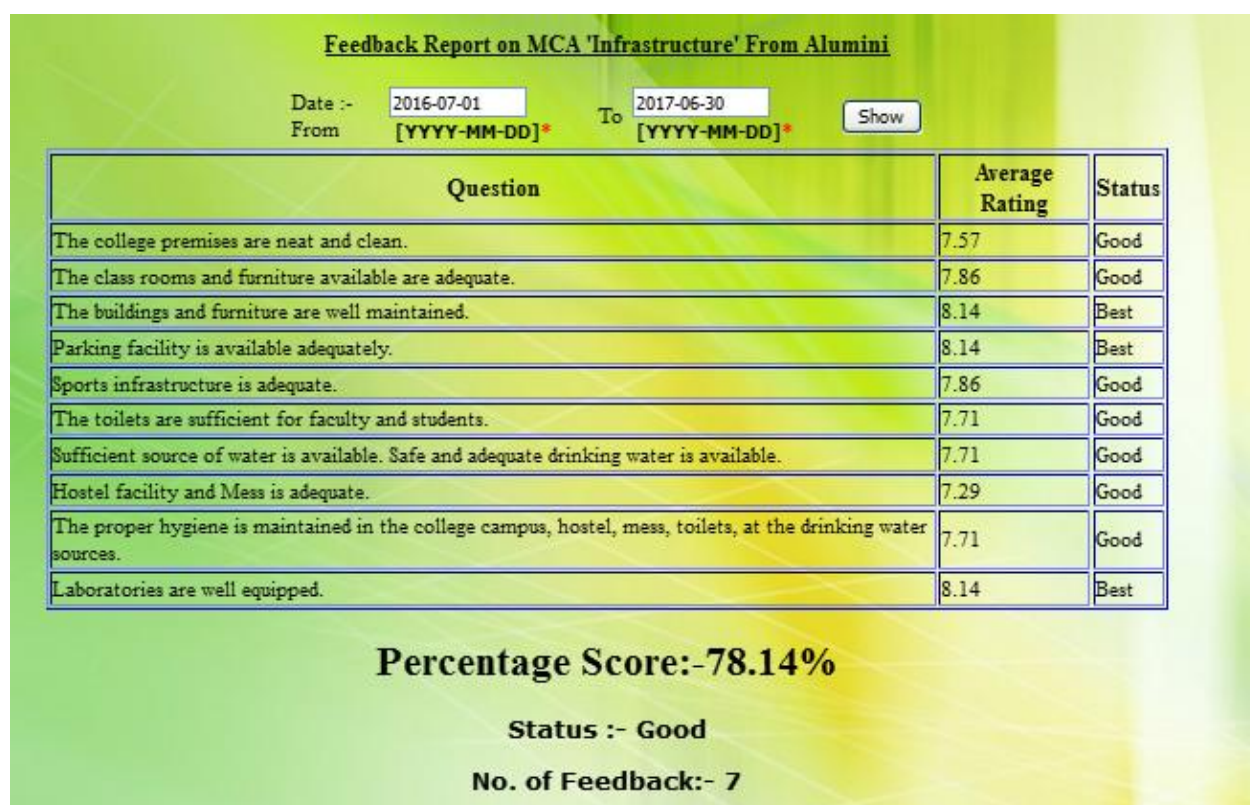 Feedback Report on MCA 'Infrastructure' From Alumini
Date :- From 2016-07-01 [YYYY-MM-DD]* To 2017-06-30 [YYYY-MM-DD]* Show
Question Average Rating Status
The college premises are neat and clean. 7.57 Good
The class rooms and furniture available are adequate. 7.86 Good
The buildings and furniture are well maintained. 8.14 Best
Parking facility is available adequately. 8.14 Best
Sports infrastructure is adequate. 7.86 Good
The toilets are sufficient for faculty and students. 7.71 Good
Sufficient source of water is available. Safe and adequate drinking water is available. 7.71 Good
Hostel facility and Mess is adequate. 7.29 Good
The proper hygiene is maintained in the college campus, hostel, mess, toilets, at the drinking water
sources. 7.71 Good
Laboratories are well equipped. 8.14 Best
Percentage Score:-78.14%
Status :- Good
No. of Feedback:- 7